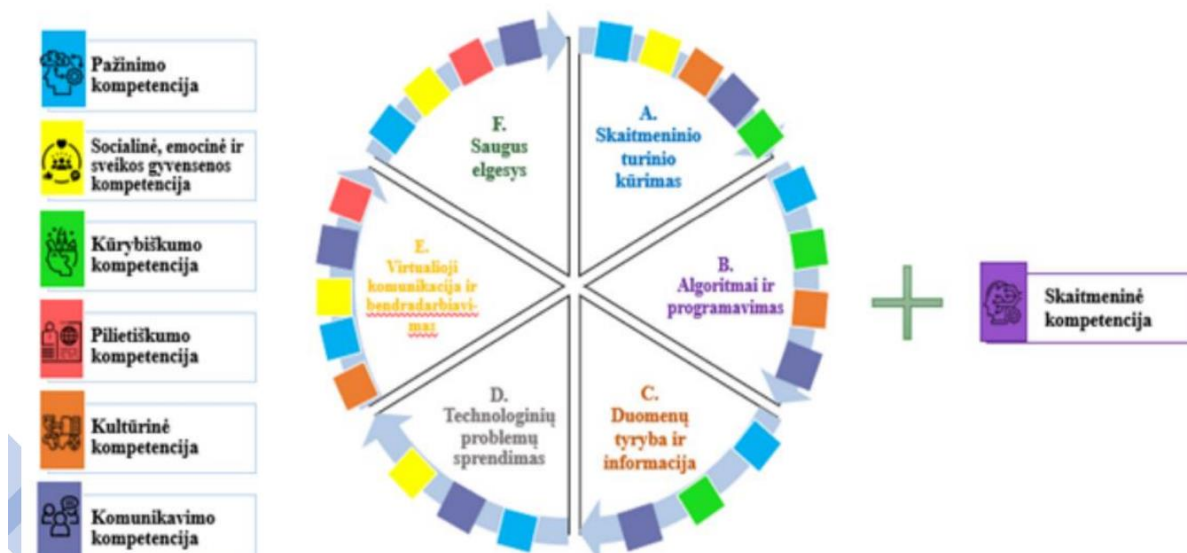 Pažinimo
kompetencija
Socialinė, emocinė ir
sveikos gyvensenos
kompetencija
Kūrybiškumo
kompetencija
Pilietiškumo
kompetencija
Kultūrinė
kompetencija
Komunikavimo
kompetencija
F.
Saugus
elgesys
A.
Skaitmeninio
turinio
kūrimas
E.
Virtualioji
komunikacija ir
bendradarbiavi-
mas
B.
Algoritmai ir
programavimas
D.
Technologinių
problemų
sprendimas
C.
Duomenų
tyryba ir
informacija
Skaitmeninė
kompetencija